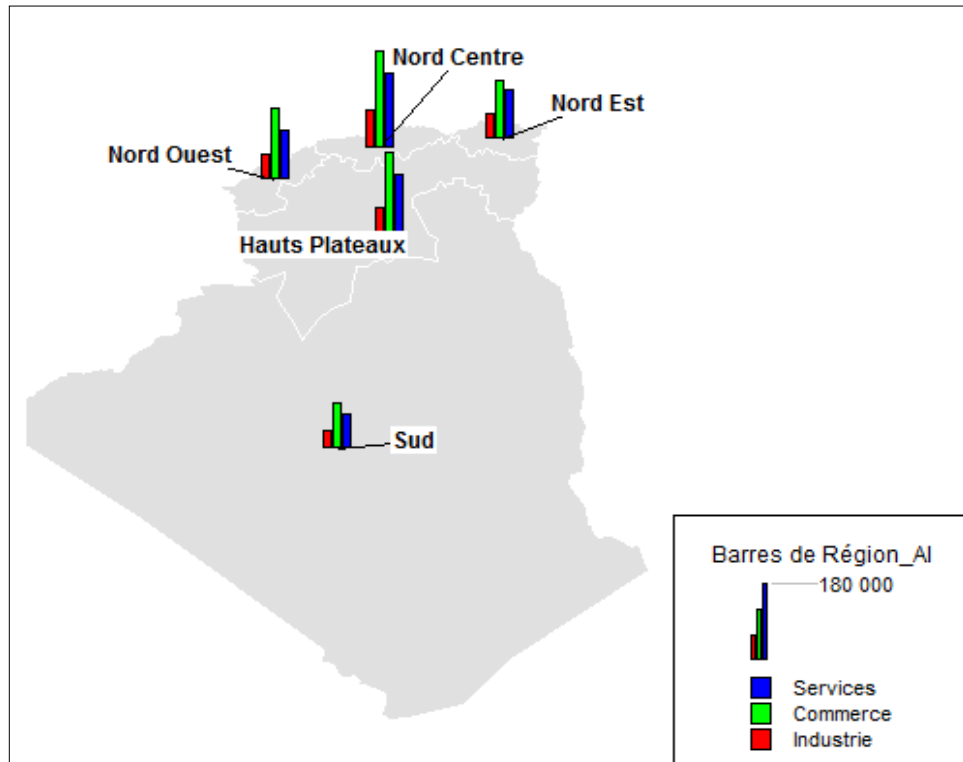 Nord Centre
Nord Est
Nord Ouest
Hauts Plateaux
Sud
Barres de Région_Al
180 000
Services
Commerce
Industrie